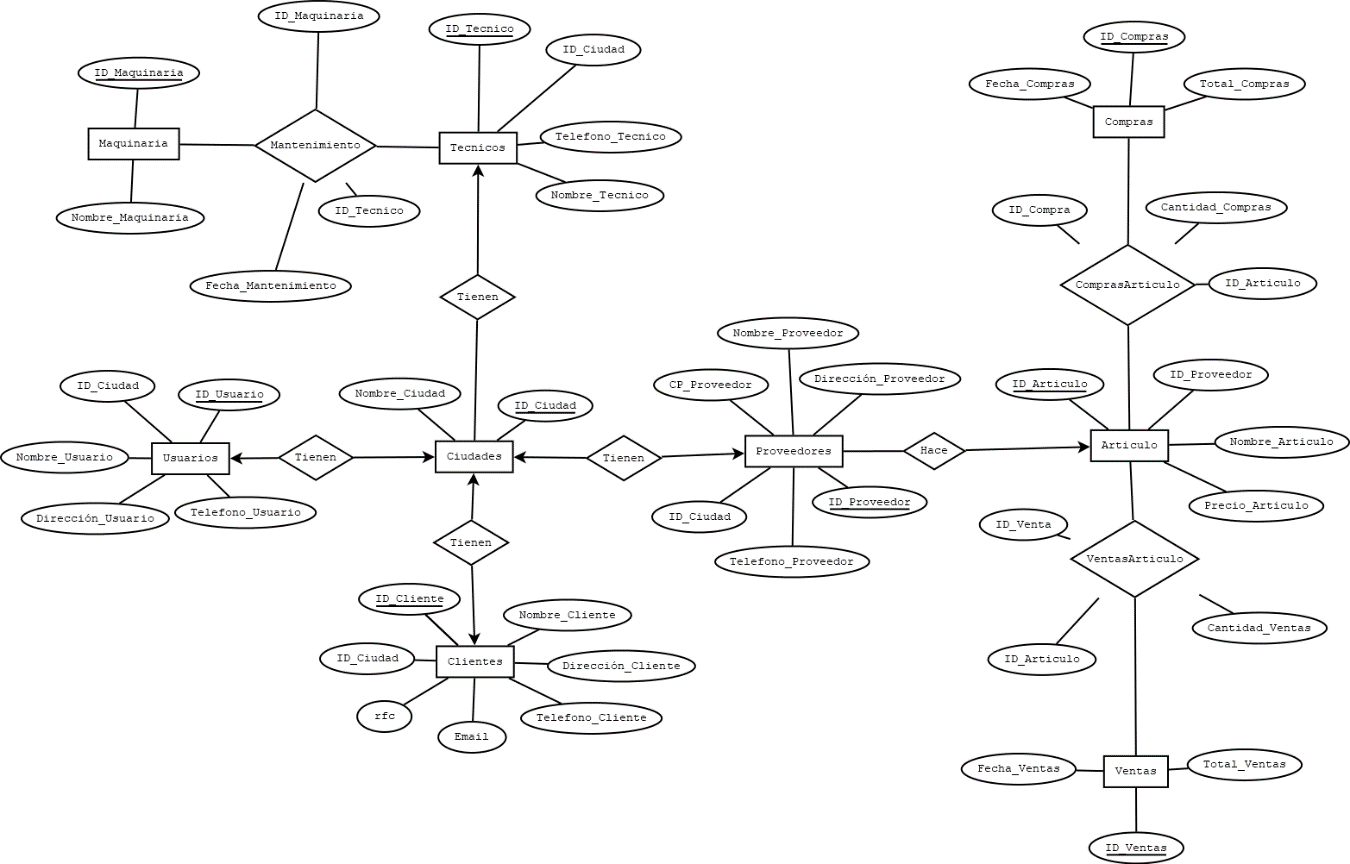 ID_Maquinaria
ID_Tecnico
ID_Ciudad
ID_Maquinaria
Maquinaria
Mantenimiento
Tecnicos
Telefono_Tecnico
Nombre_Tecnico
Nombre_Maquinaria
ID_Tecnico
Fecha_Mantenimiento
Tienen
ID_Compras
Fecha_Compras
Total_Compras
Compras
ID_Compra
Cantidad_Compras
ComprasArticulo
ID_Articulo
ID_Ciudad
ID_Usuario
Nombre_Usuario
Usuarios
Dirección_Usuario
Telefono_Usuario
Tienen
Nombre_Ciudad
ID_Ciudad
Ciudades
Tienen
Nombre_Proveedor
CP_Proveedor
Dirección_Proveedor
Proveedores
ID_Ciudad
ID_Proveedor
Telefono_Proveedor
Hace
ID_Articulo
ID_Proveedor
Articulo
Nombre_Articulo
Precio_Articulo
Tienen
ID_Cliente
Nombre_Cliente
ID_Ciudad
Clientes
Dirección_Cliente
rfc
Email
Telefono_Cliente
ID_Venta
VentasArticulo
ID_Articulo
Cantidad_Ventas
Fecha_Ventas
Ventas
Total_Ventas
ID_Ventas